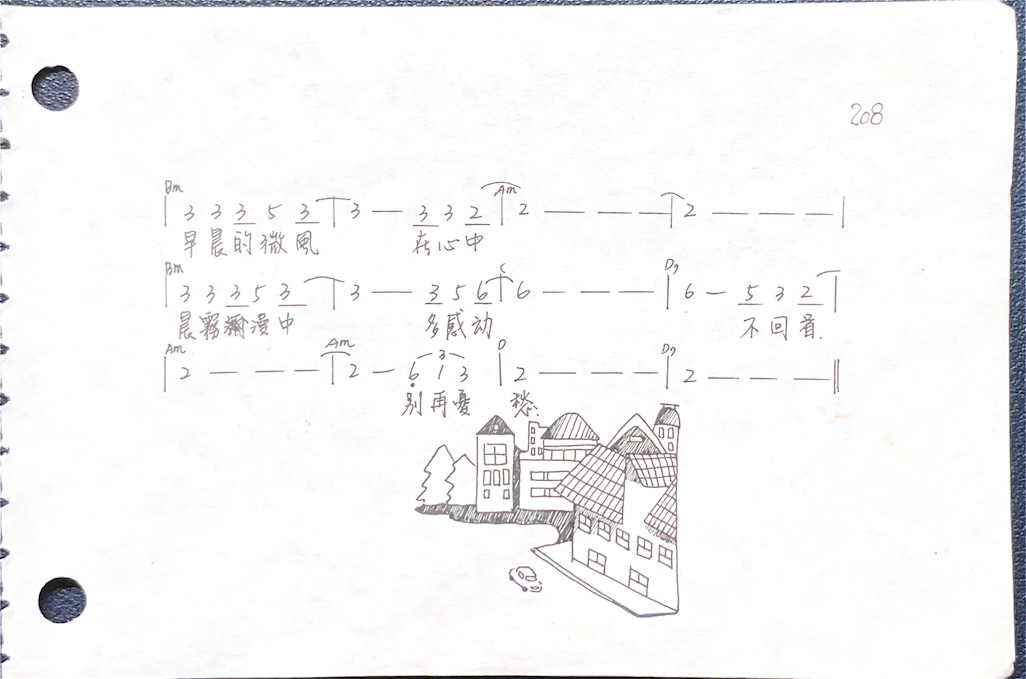 208
Bm Am
| 3 3 3 5 3 | 3 — 3 3 2 | 2 — — — | 2 — — — |
早晨的微風 在心中
Bm C D7
| 3 3 3 5 3 | 3 — 3 5 6 | 6 — — — | 6 — 5 3 2 |
晨霧瀰漫中 多感动 不回首.
Am Am 3 D D7
| 2 — — — | 2 — 6 1 3 | 2 — — — | 2 — — — ||
别再憂 愁.